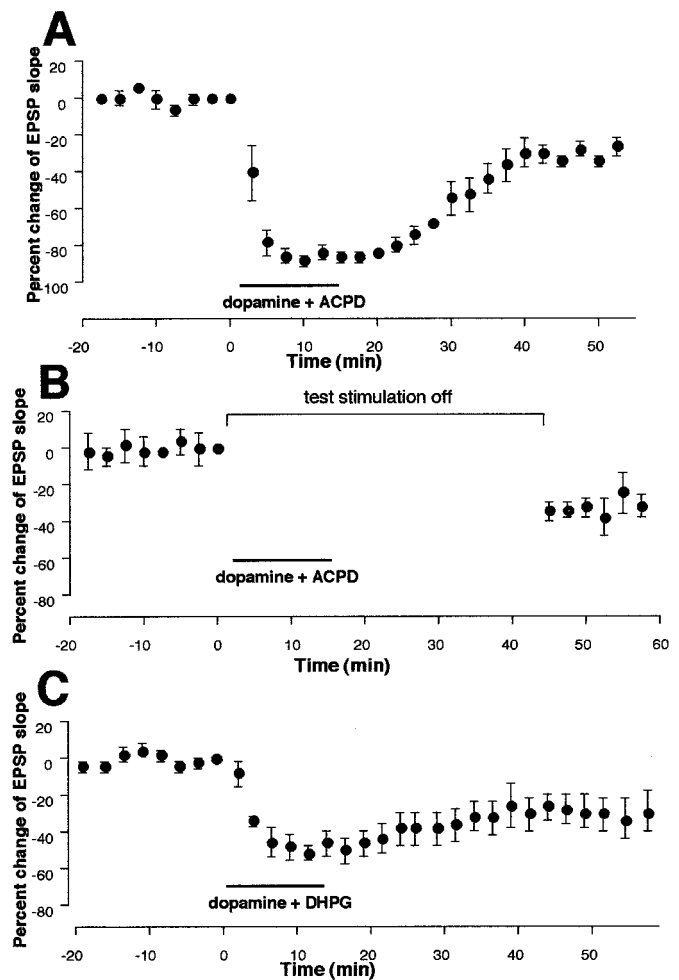 A
Percent change of EPSP slope
20
0
-20
-40
-60
-80
-100
dopamine + ACPD
-20 -10 0 10 20 30 40 50
Time (min)
B
Percent change of EPSP slope
test stimulation off
20
0
-20
-40
-60
-80
dopamine + ACPD
-20 -10 0 10 20 30 40 50 60
Time (min)
C
Percent change of EPSP slope
20
0
-20
-40
-60
-80
dopamine + DHPG
-20 -10 0 10 20 30 40 50
Time (min)